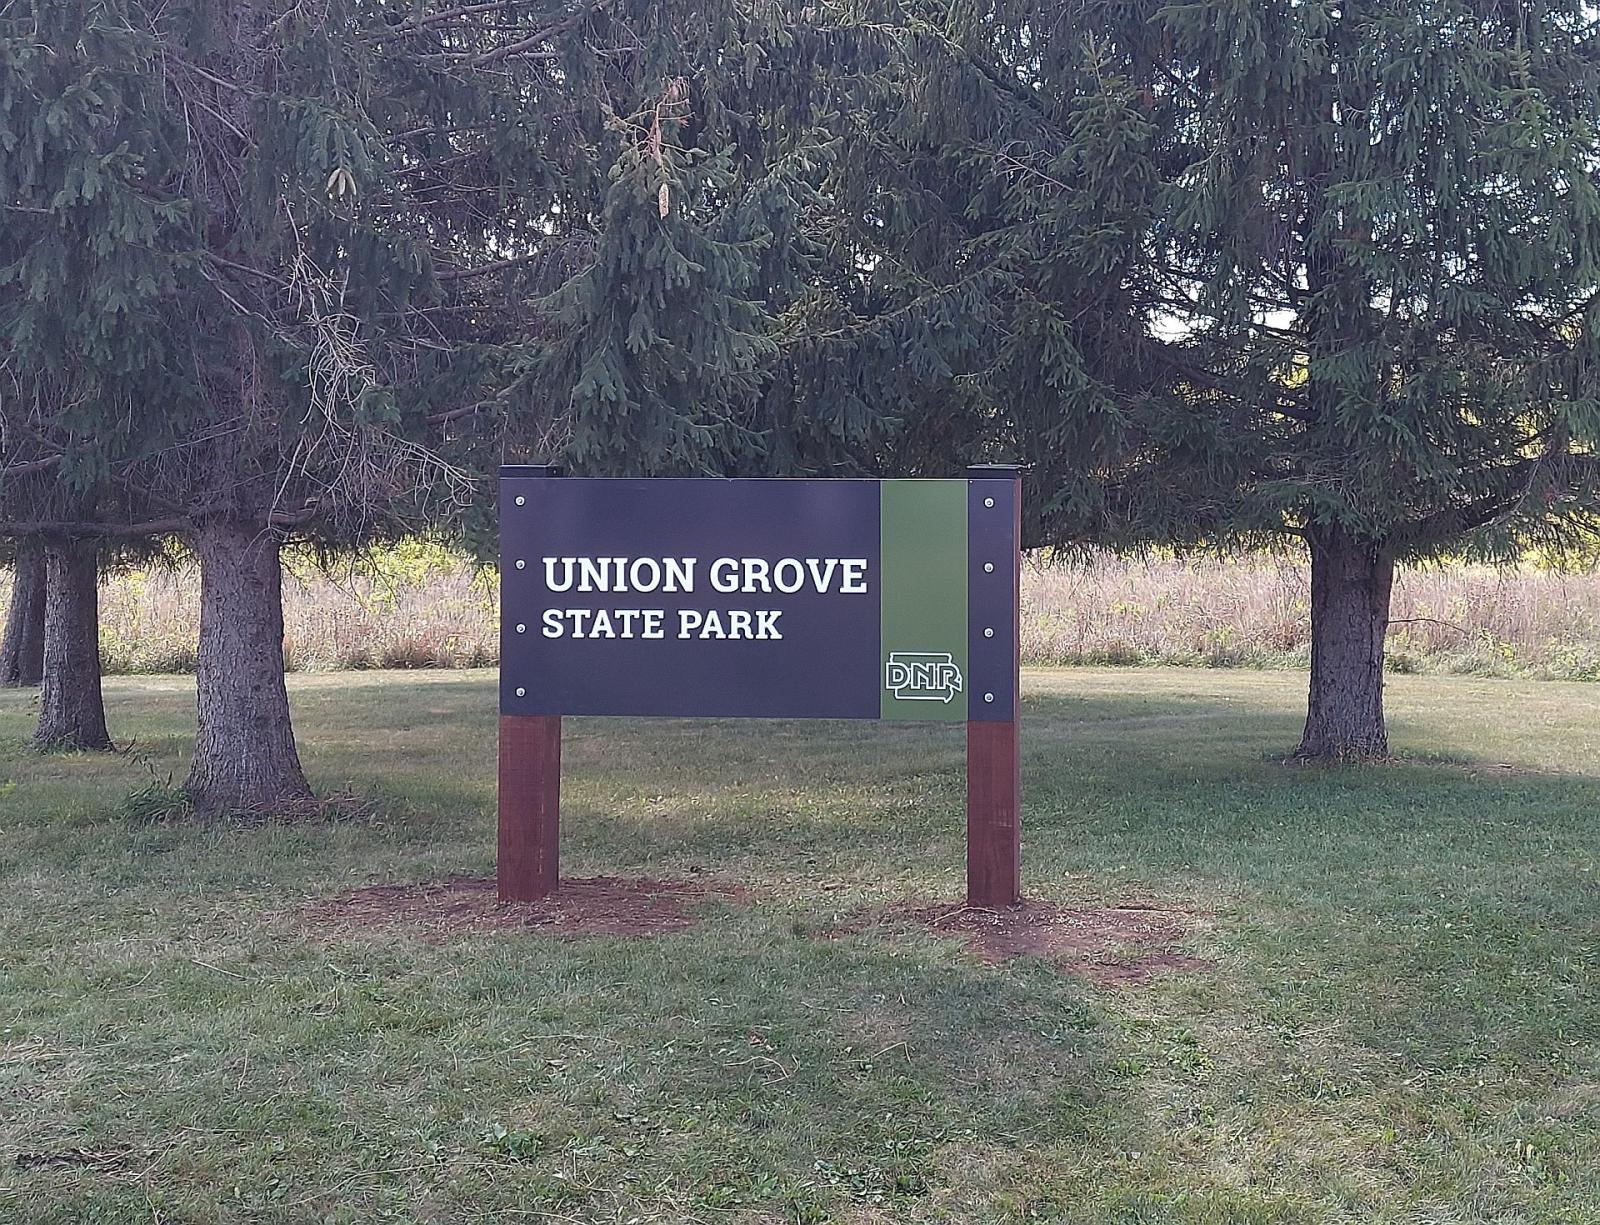 UNION GROVE
STATE PARK
DNR